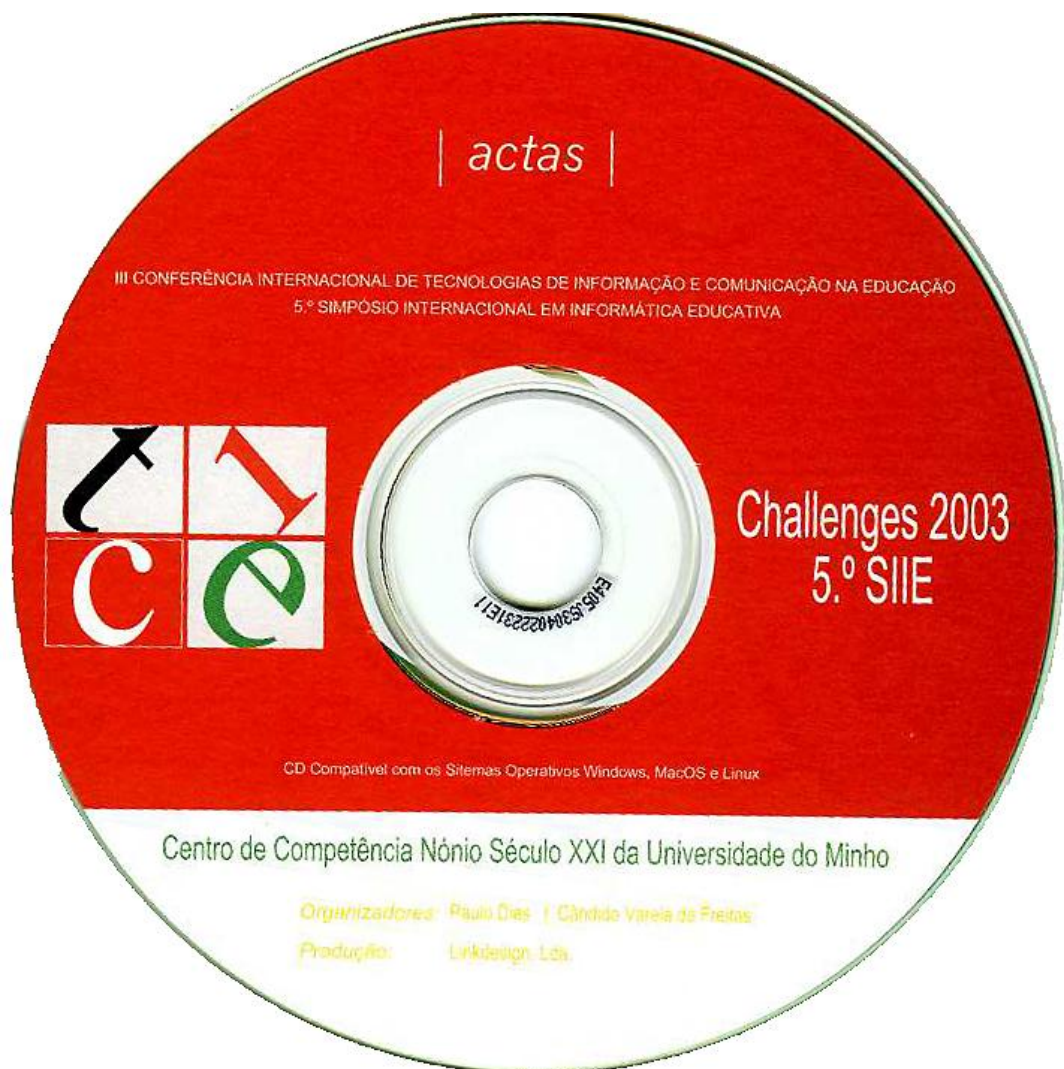 | actas |
III CONFERÊNCIA INTERNACIONAL DE TECNOLOGIAS DE INFORMAÇÃO E COMUNICAÇÃO NA EDUCAÇÃO
5.º SIMPÓSIO INTERNACIONAL EM INFORMÁTICA EDUCATIVA
t i
c e
Challenges 2003
5.º SIIE
E405JS3040222231E11
CD Compatível com os Sitemas Operativos Windows, MacOS e Linux
Centro de Competência Nónio Século XXI da Universidade do Minho
Organizadores: Paulo Dias | Cândido Varela de Freitas
Produção: Linkdesign, Lda.